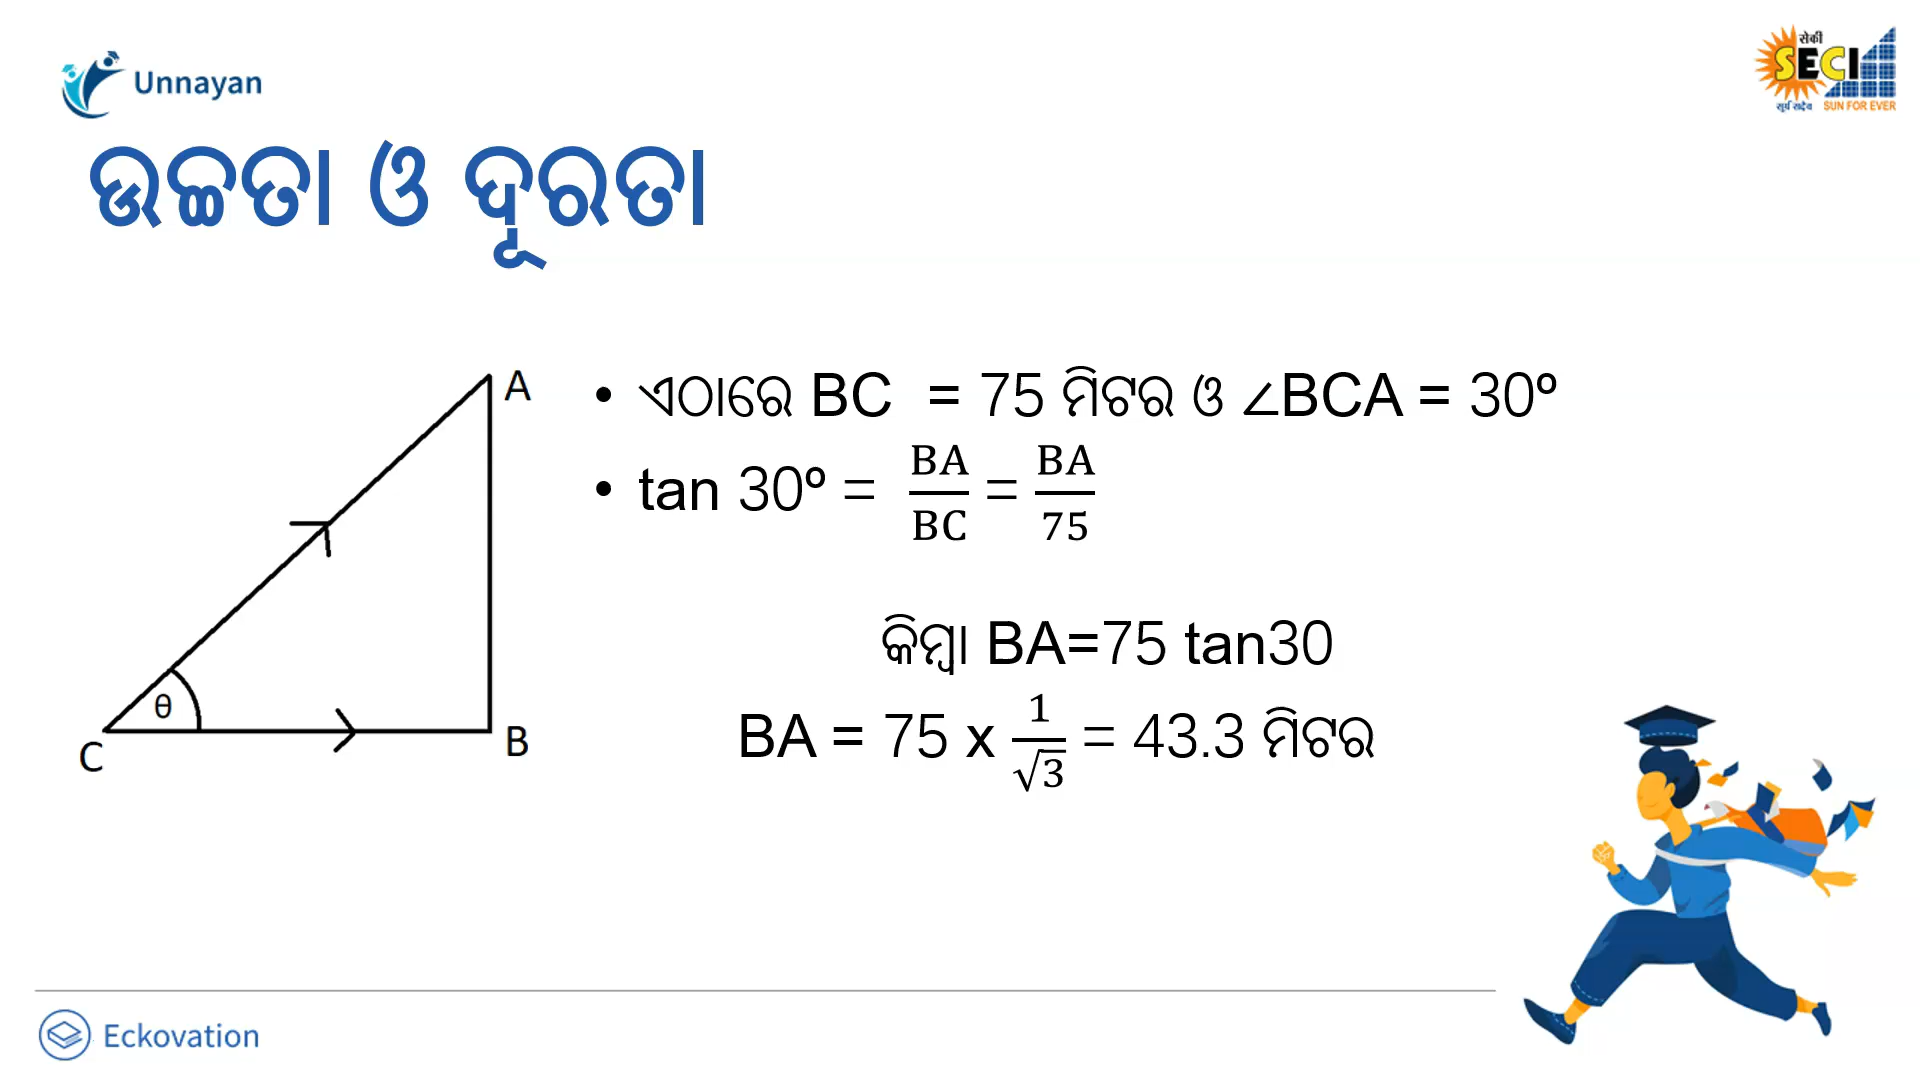 Unnayan
सेकी
SECI
सूर्य सदैव SUN FOR EVER
ଉଚ୍ଚତା ଓ ଦୂରତା
A
• ଏଠାରେ BC = 75 ମିଟର ଓ ∠BCA = 30º
• tan 30º = BA/BC = BA/75
କିମ୍ବା BA=75 tan30
BA = 75 x 1/√3 = 43.3 ମିଟର
θ
C
B
Eckovation